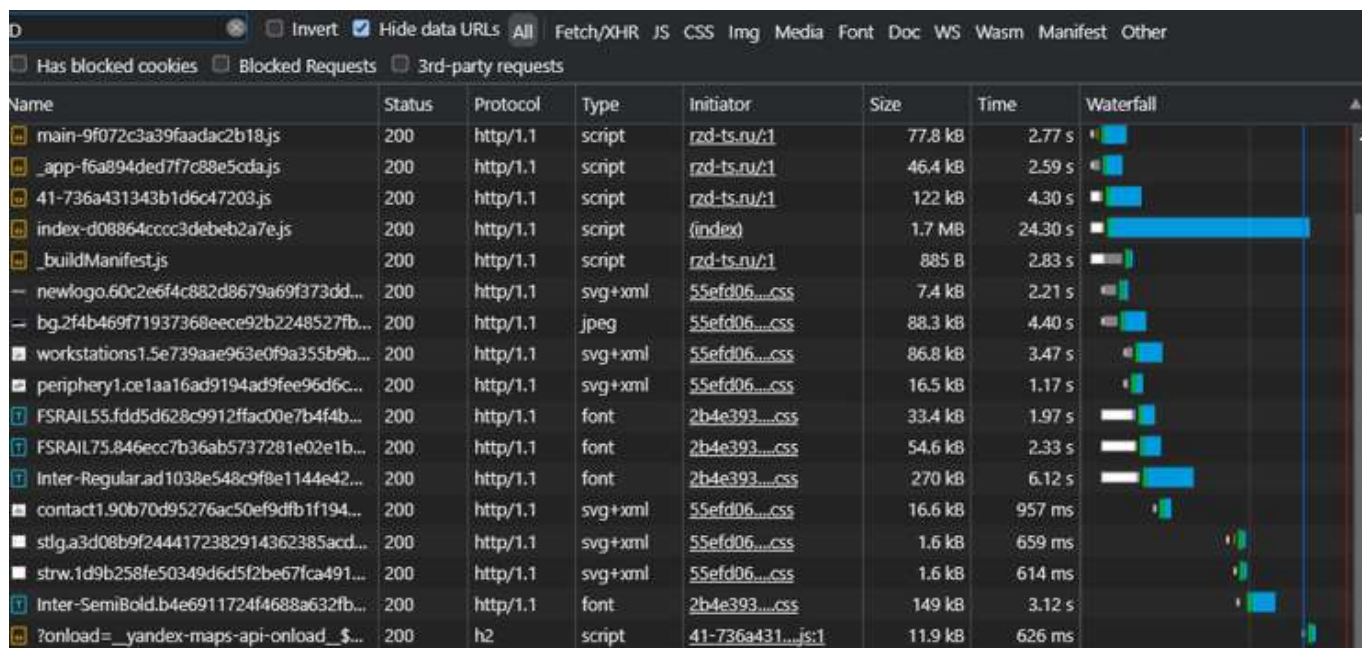 Invert Hide data URLs All Fetch/XHR JS CSS Img Media Font Doc WS Wasm Manifest Other
Has blocked cookies Blocked Requests 3rd-party requests
Name Status Protocol Type Initiator Size Time Waterfall
main-9f072c3a39faadac2b18.js 200 http/1.1 script rzd-ts.ru/:1 77.8 kB 2.77 s
_app-f6a894ded7f7c88e5cda.js 200 http/1.1 script rzd-ts.ru/:1 46.4 kB 2.59 s
41-736a431343b1d6c47203.js 200 http/1.1 script rzd-ts.ru/:1 122 kB 4.30 s
index-d08864cccc3debeb2a7e.js 200 http/1.1 script (index) 1.7 MB 24.30 s
_buildManifest.js 200 http/1.1 script rzd-ts.ru/:1 885 B 2.83 s
newlogo.60c2e6f4c882d8679a69f373dd... 200 http/1.1 svg+xml 55efd06....css 7.4 kB 2.21 s
bg.2f4b469f71937368eece92b2248527fb... 200 http/1.1 jpeg 55efd06....css 88.3 kB 4.40 s
workstations1.5e739aae963e0f9a355b9b... 200 http/1.1 svg+xml 55efd06....css 86.8 kB 3.47 s
periphery1.ce1aa16ad9194ad9fee96d6c... 200 http/1.1 svg+xml 55efd06....css 16.5 kB 1.17 s
FSRAIL55.fdd5d628c9912ffac00e7b4f4b... 200 http/1.1 font 2b4e393....css 33.4 kB 1.97 s
FSRAIL75.846ecc7b36ab5737281e02e1b... 200 http/1.1 font 2b4e393....css 54.6 kB 2.33 s
Inter-Regular.ad1038e548c9f8e1144e42... 200 http/1.1 font 2b4e393....css 270 kB 6.12 s
contact1.90b70d95276ac50ef9dfb1f194... 200 http/1.1 svg+xml 55efd06....css 16.6 kB 957 ms
stlg.a3d08b9f2444172382914362385acd... 200 http/1.1 svg+xml 55efd06....css 1.6 kB 659 ms
strw.1d9b258fe50349d6d5f2be67fca491... 200 http/1.1 svg+xml 55efd06....css 1.6 kB 614 ms
Inter-SemiBold.b4e6911724f4688a632fb... 200 http/1.1 font 2b4e393....css 149 kB 3.12 s
?onload=__yandex-maps-api-onload__$... 200 h2 script 41-736a431....js:1 11.9 kB 626 ms